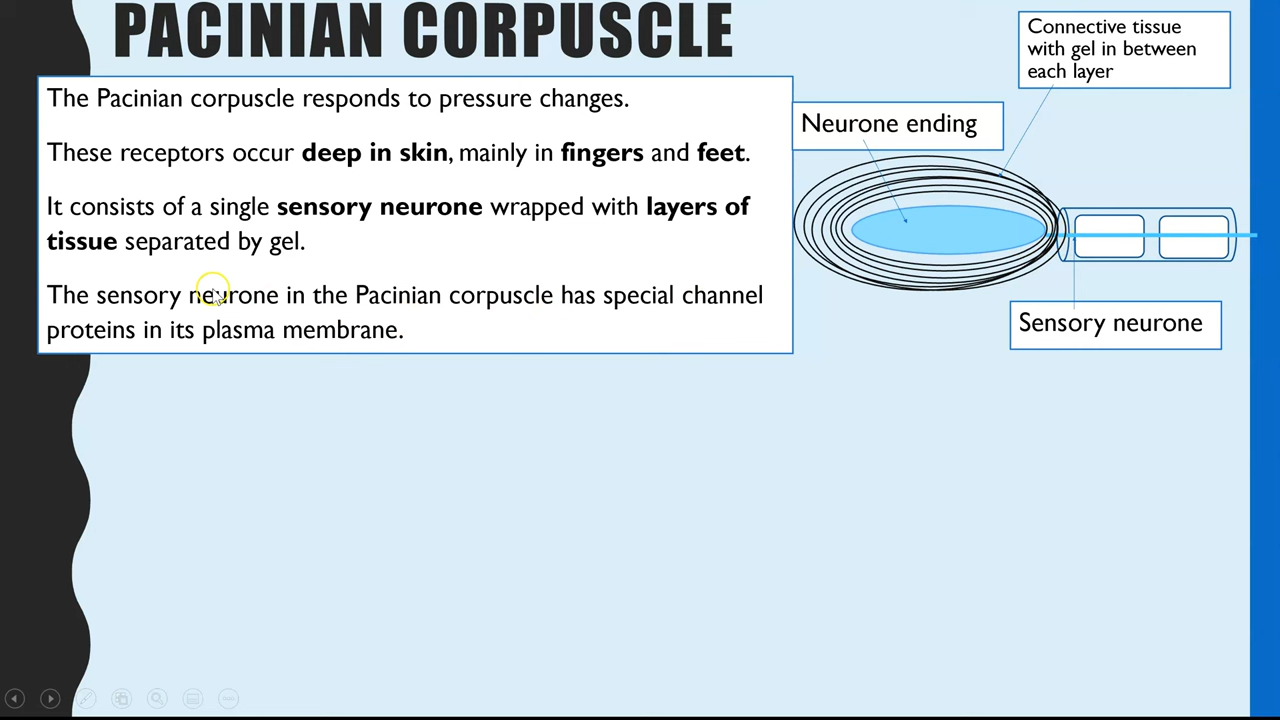 PACINIAN CORPUSCLE
The Pacinian corpuscle responds to pressure changes.
These receptors occur deep in skin, mainly in fingers and feet.
It consists of a single sensory neurone wrapped with layers of
tissue separated by gel.
The sensory neurone in the Pacinian corpuscle has special channel
proteins in its plasma membrane.
Connective tissue
with gel in between
each layer
Neurone ending
Sensory neurone